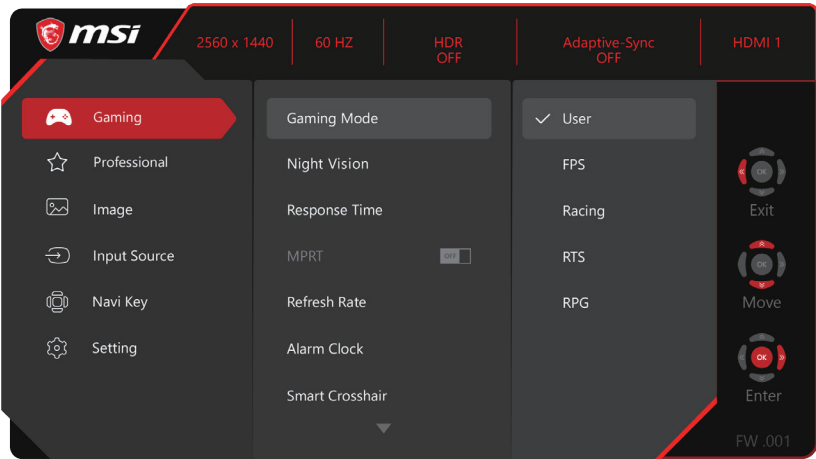 msi
2560 x 1440
60 HZ
HDR
OFF
Adaptive-Sync
OFF
HDMI 1
Gaming
Professional
Image
Input Source
Navi Key
Setting
Gaming Mode
Night Vision
Response Time
MPRT
OFF
Refresh Rate
Alarm Clock
Smart Crosshair
User
FPS
Racing
RTS
RPG
OK
Exit
OK
Move
OK
Enter
FW .001